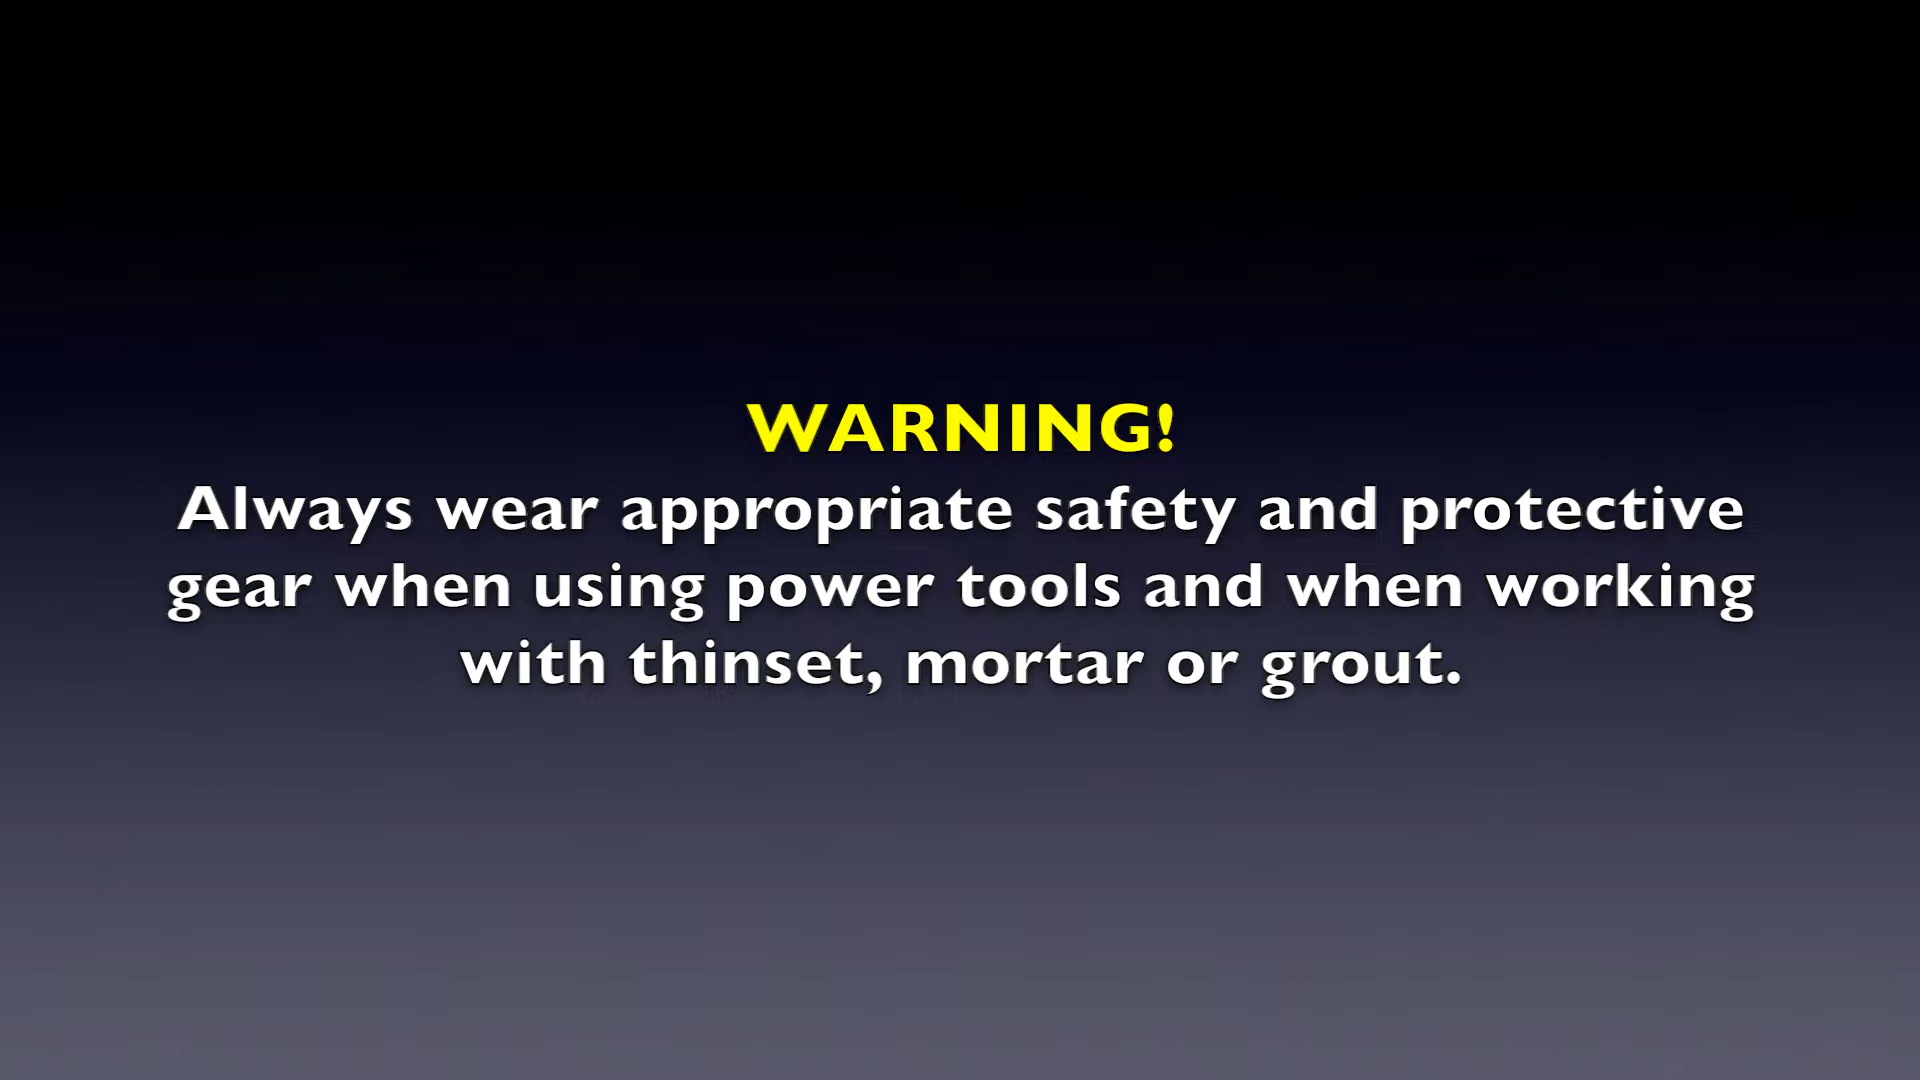 WARNING!
Always wear appropriate safety and protective
gear when using power tools and when working
with thinset, mortar or grout.